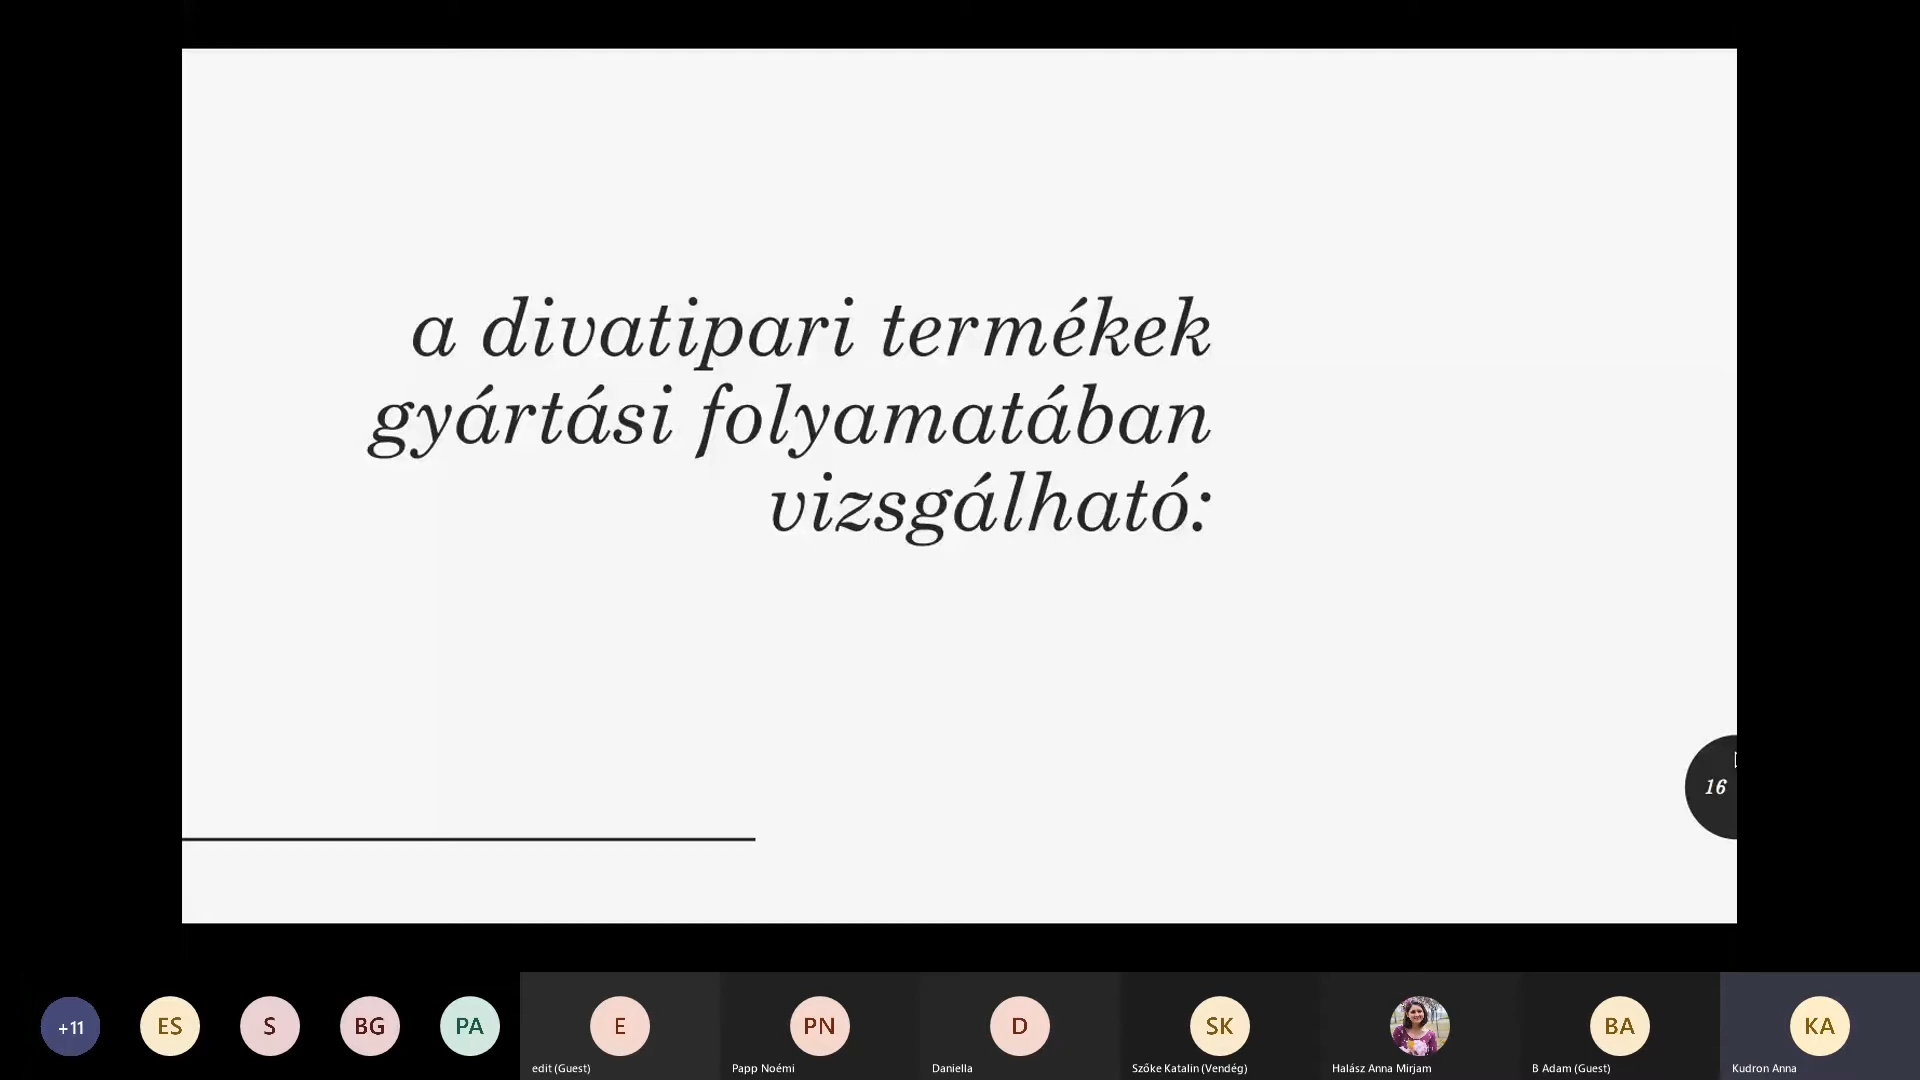 a divatipari termékek
gyártási folyamatában
vizsgálható:
16
+11
ES
S
BG
PA
E
PN
D
SK
BA
KA
edit (Guest)
Papp Noémi
Daniella
Szőke Katalin (Vendég)
Halász Anna Mirjam
B Adam (Guest)
Kudron Anna